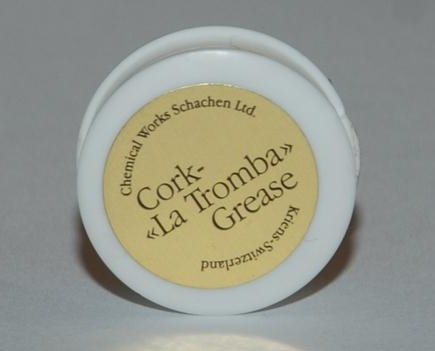 Chemical Works Schachen Ltd.
Cork-
«La Tromba»
Grease
Kriens-Switzerland